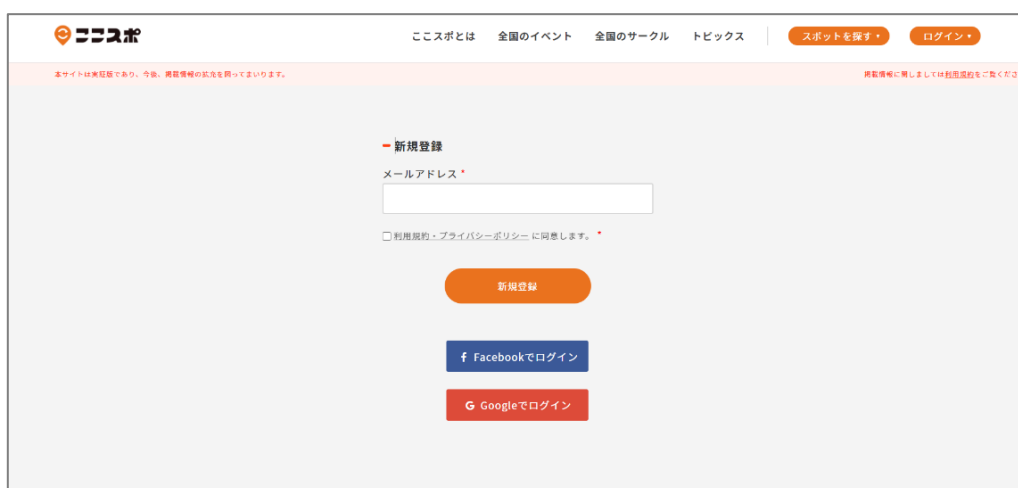 ここスポ
ここスポとは 全国のイベント 全国のサークル トピックス スポットを探す ログイン
本サイトは実証版であり、今後、掲載情報の拡充を図ってまいります。 掲載情報に関しましては利用規約をご覧くださ
新規登録
メールアドレス *
利用規約・プライバシーポリシー に同意します。 *
新規登録
f Facebookでログイン
G Googleでログイン